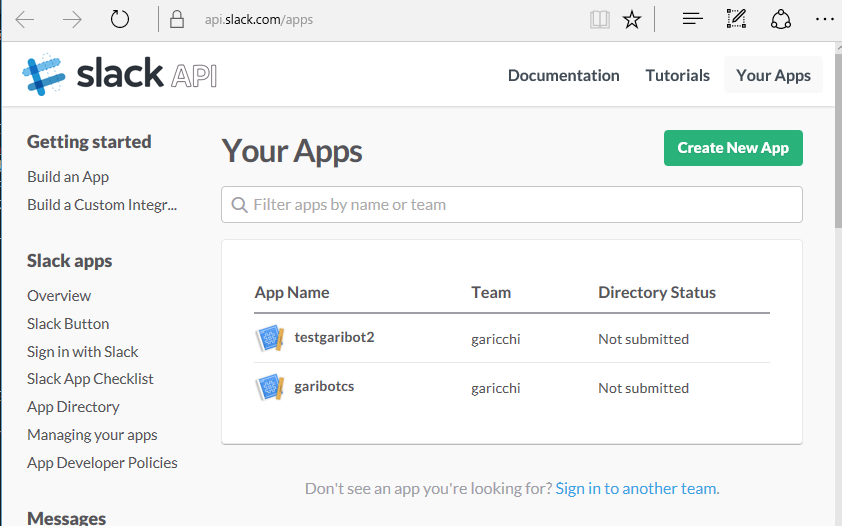 api.slack.com/apps
slack API
Documentation
Tutorials
Your Apps
Getting started
Build an App
Build a Custom Integr...
Slack apps
Overview
Slack Button
Sign in with Slack
Slack App Checklist
App Directory
Managing your apps
App Developer Policies
Messages
Your Apps
Create New App
Filter apps by name or team
App Name Team Directory Status
testgaribot2 garicchi Not submitted
garibotcs garicchi Not submitted
Don't see an app you're looking for? Sign in to another team.